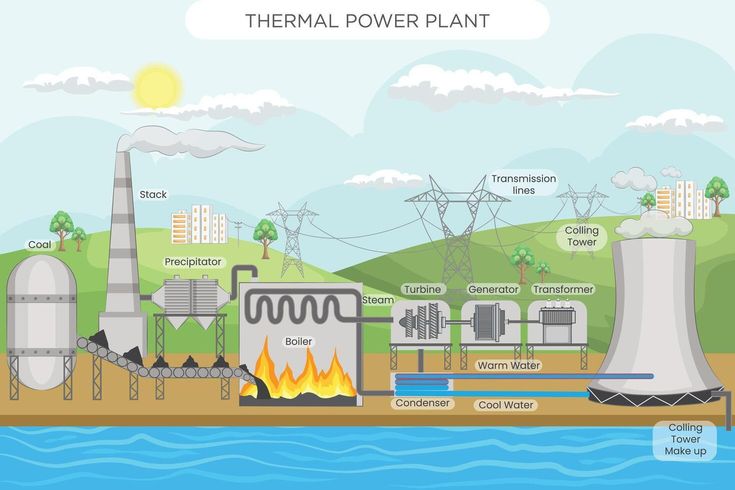 THERMAL POWER PLANT
Stack
Transmission
lines
Coal
Colling
Tower
Precipitator
Steam
Turbine
Generator
Transformer
Boiler
Warm Water
Condenser
Cool Water
Colling
Tower
Make up